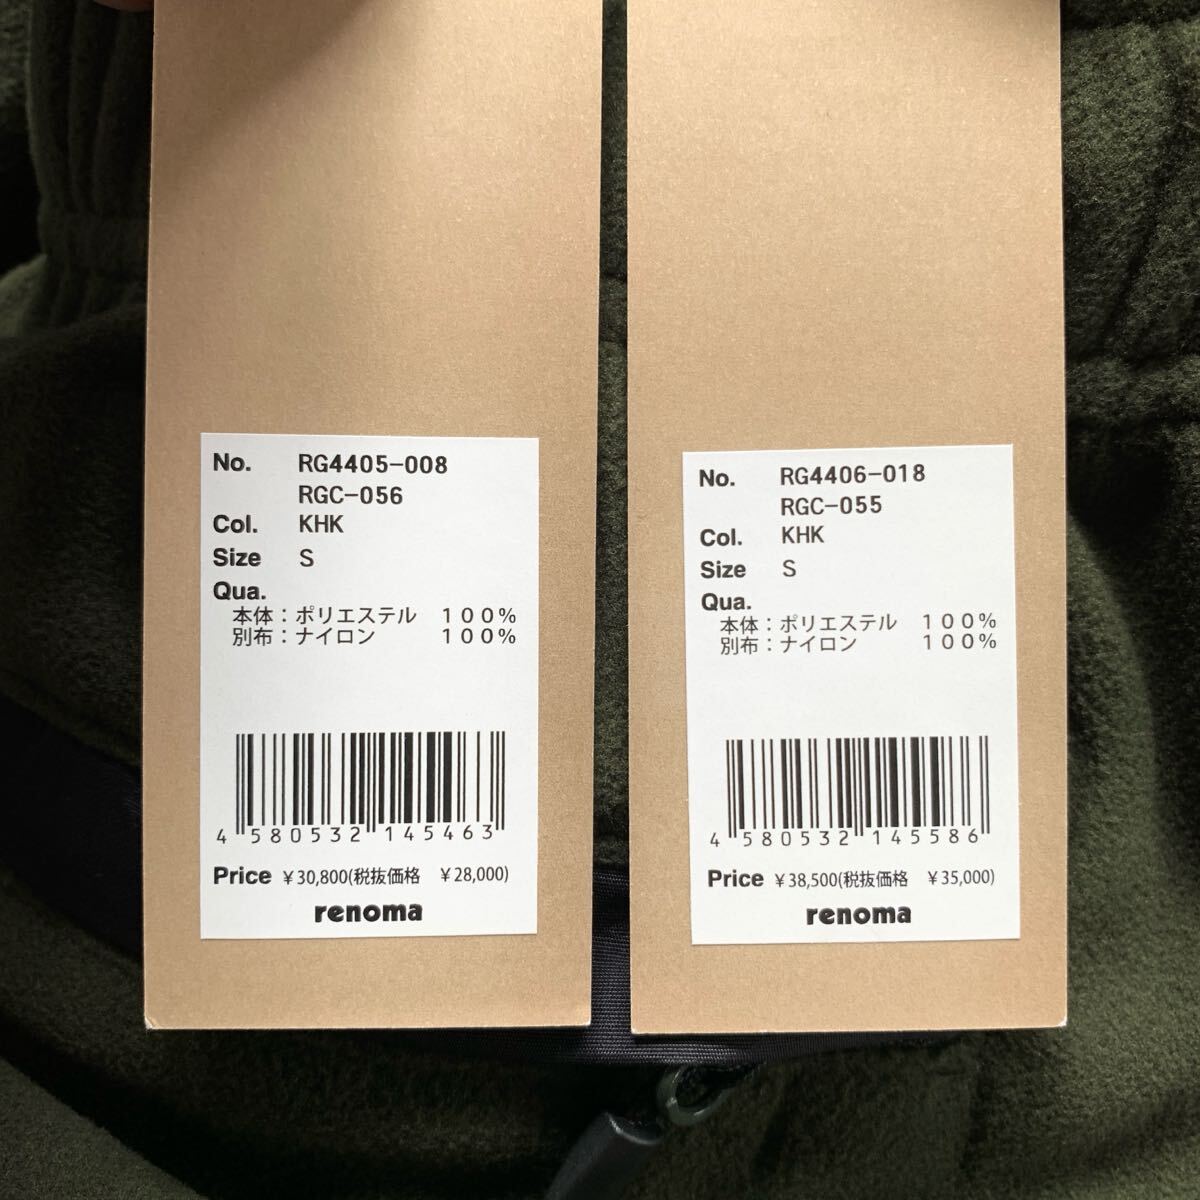 No. RG4405-008
RGC-056
Col. KHK
Size S
Qua.
本体：ポリエステル １００％
別布：ナイロン １００％
4 580532 145463
Price ￥30,800(税抜価格 ￥28,000)
renoma
No. RG4406-018
RGC-055
Col. KHK
Size S
Qua.
本体：ポリエステル １００％
別布：ナイロン １００％
4 580532 145586
Price ￥38,500(税抜価格 ￥35,000)
renoma